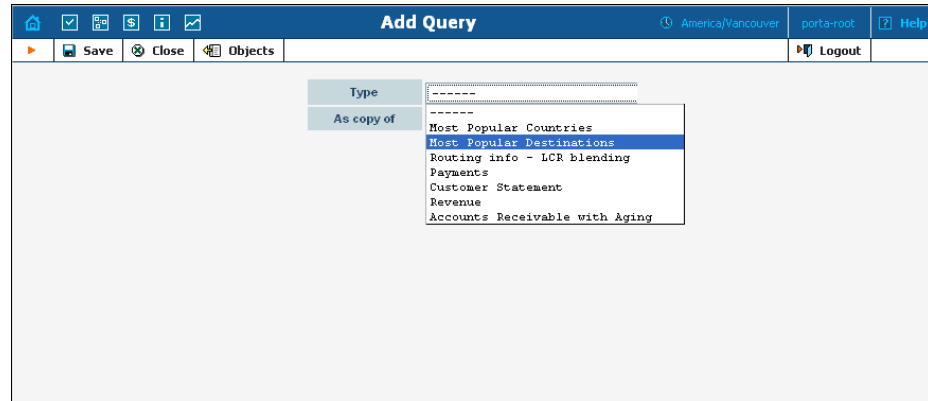 Add Query America/Vancouver porta-root ? Help
Save Close Objects Logout
Type ------
As copy of
------
Most Popular Countries
Most Popular Destinations
Routing info - LCR blending
Payments
Customer Statement
Revenue
Accounts Receivable with Aging